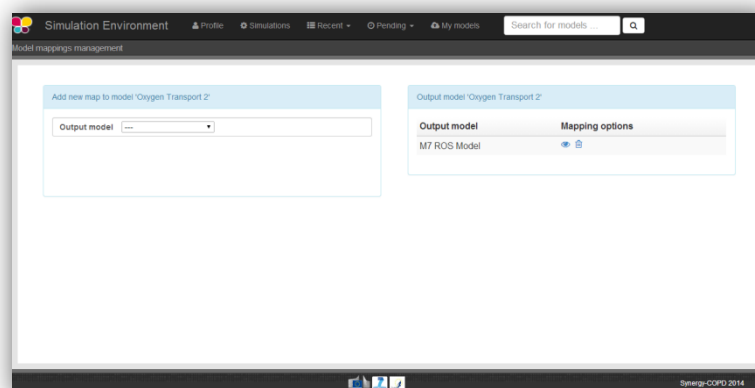 Simulation Environment Profile Simulations Recent Pending My models Search for models ...
Model mappings management
Add new map to model 'Oxygen Transport 2'
Output model ---
Output model 'Oxygen Transport 2'
Output model Mapping options
M7 ROS Model
Synergy-COPD 2014